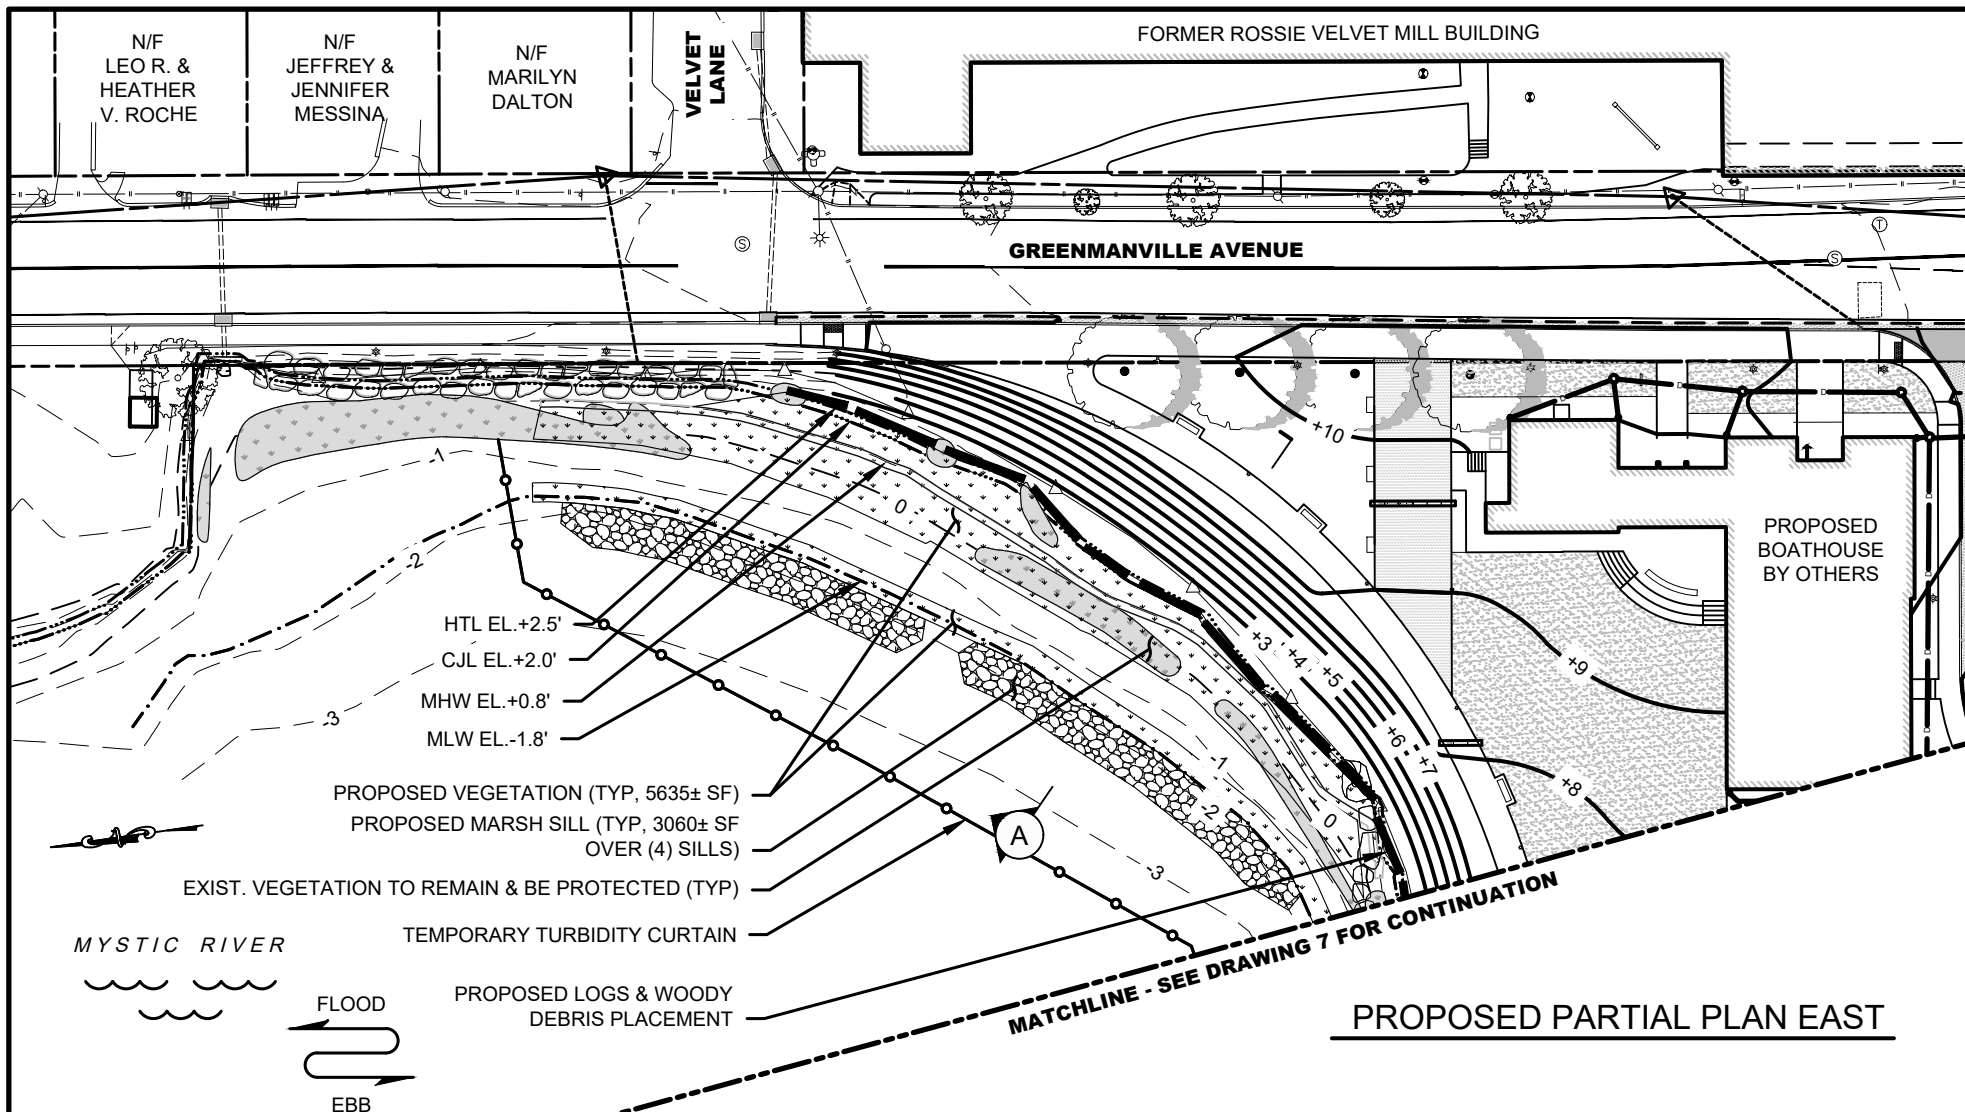 N/F
LEO R. &
HEATHER
V. ROCHE
N/F
JEFFREY &
JENNIFER
MESSINA
N/F
MARILYN
DALTON
VELVET
LANE
FORMER ROSSIE VELVET MILL BUILDING
GREENMANVILLE AVENUE
S
S
T
+10
-1
0
-2
-3
PROPOSED
BOATHOUSE
BY OTHERS
HTL EL.+2.5'
CJL EL.+2.0'
MHW EL.+0.8'
MLW EL.-1.8'
+3
+4
+5
+9
+6
+7
+8
-1
-2
0
-3
PROPOSED VEGETATION (TYP, 5635± SF)
PROPOSED MARSH SILL (TYP, 3060± SF
OVER (4) SILLS)
A
EXIST. VEGETATION TO REMAIN & BE PROTECTED (TYP)
TEMPORARY TURBIDITY CURTAIN
MYSTIC RIVER
PROPOSED LOGS & WOODY
DEBRIS PLACEMENT
FLOOD
EBB
MATCHLINE - SEE DRAWING 7 FOR CONTINUATION
PROPOSED PARTIAL PLAN EAST